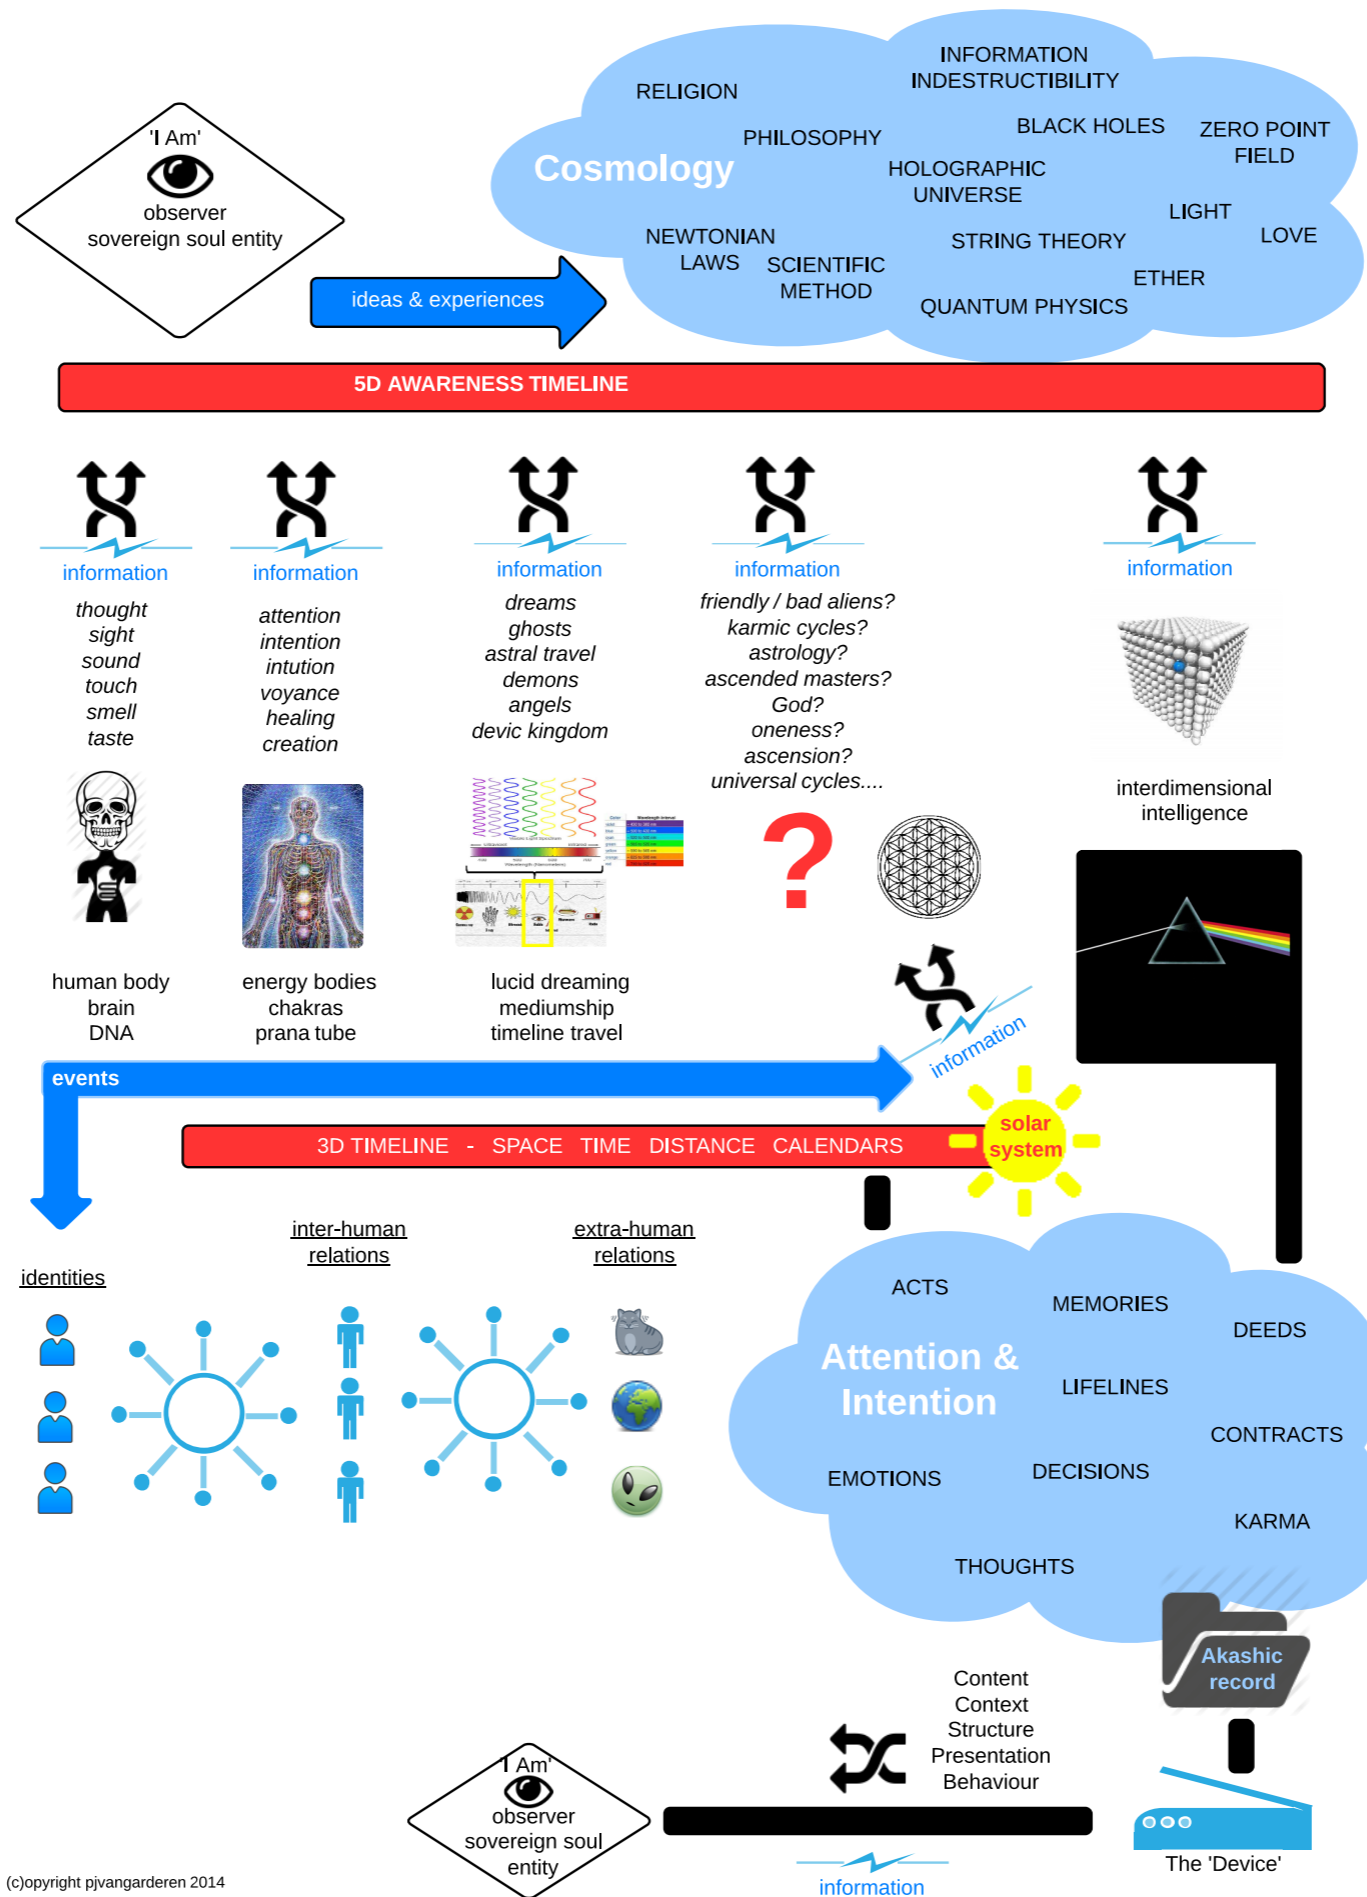 'I Am'
observer
sovereign soul entity
ideas & experiences
Cosmology
RELIGION
PHILOSOPHY
INFORMATION
INDESTRUCTIBILITY
BLACK HOLES
ZERO POINT
FIELD
HOLOGRAPHIC
UNIVERSE
LIGHT
LOVE
NEWTONIAN
LAWS
SCIENTIFIC
METHOD
STRING THEORY
ETHER
QUANTUM PHYSICS
5D AWARENESS TIMELINE
information
thought
sight
sound
touch
smell
taste
human body
brain
DNA
information
attention
intention
intution
voyance
healing
creation
energy bodies
chakras
prana tube
information
dreams
ghosts
astral travel
demons
angels
devic kingdom
lucid dreaming
mediumship
timeline travel
information
friendly / bad aliens?
karmic cycles?
astrology?
ascended masters?
God?
oneness?
ascension?
universal cycles....
?
information
interdimensional
intelligence
information
events
3D TIMELINE - SPACE TIME DISTANCE CALENDARS
solar
system
identities
inter-human
relations
extra-human
relations
Attention &
Intention
ACTS
MEMORIES
DEEDS
LIFELINES
CONTRACTS
EMOTIONS
DECISIONS
KARMA
THOUGHTS
Akashic
record
Content
Context
Structure
Presentation
Behaviour
'I Am'
observer
sovereign soul
entity
information
The 'Device'
(c)opyright pjvangarderen 2014